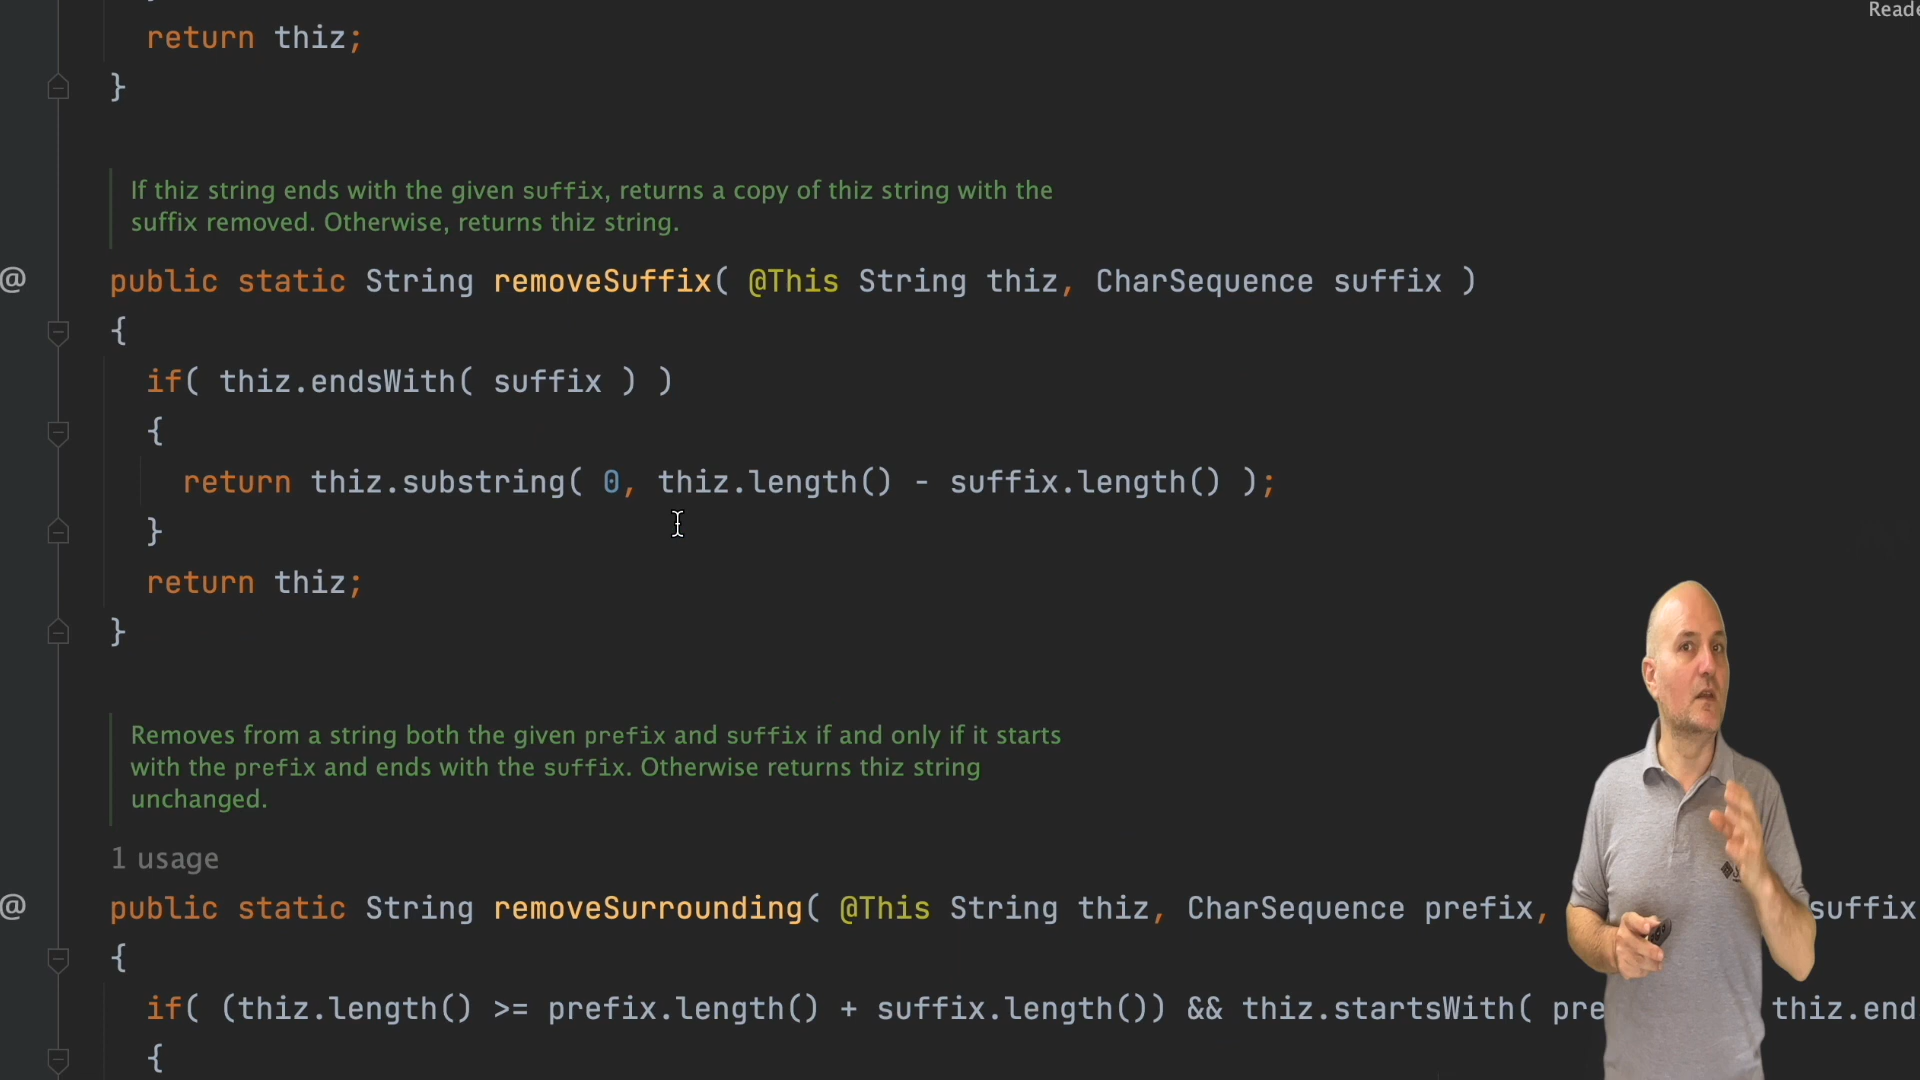 Reade
return thiz;
}
If thiz string ends with the given suffix, returns a copy of thiz string with the
suffix removed. Otherwise, returns thiz string.
@ public static String removeSuffix( @This String thiz, CharSequence suffix )
{
if( thiz.endsWith( suffix ) )
{
return thiz.substring( 0, thiz.length() - suffix.length() );
}
return thiz;
}
Removes from a string both the given prefix and suffix if and only if it starts
with the prefix and ends with the suffix. Otherwise returns thiz string
unchanged.
1 usage
@ public static String removeSurrounding( @This String thiz, CharSequence prefix, suffix
{
if( (thiz.length() >= prefix.length() + suffix.length()) && thiz.startsWith( pre thiz.end
{